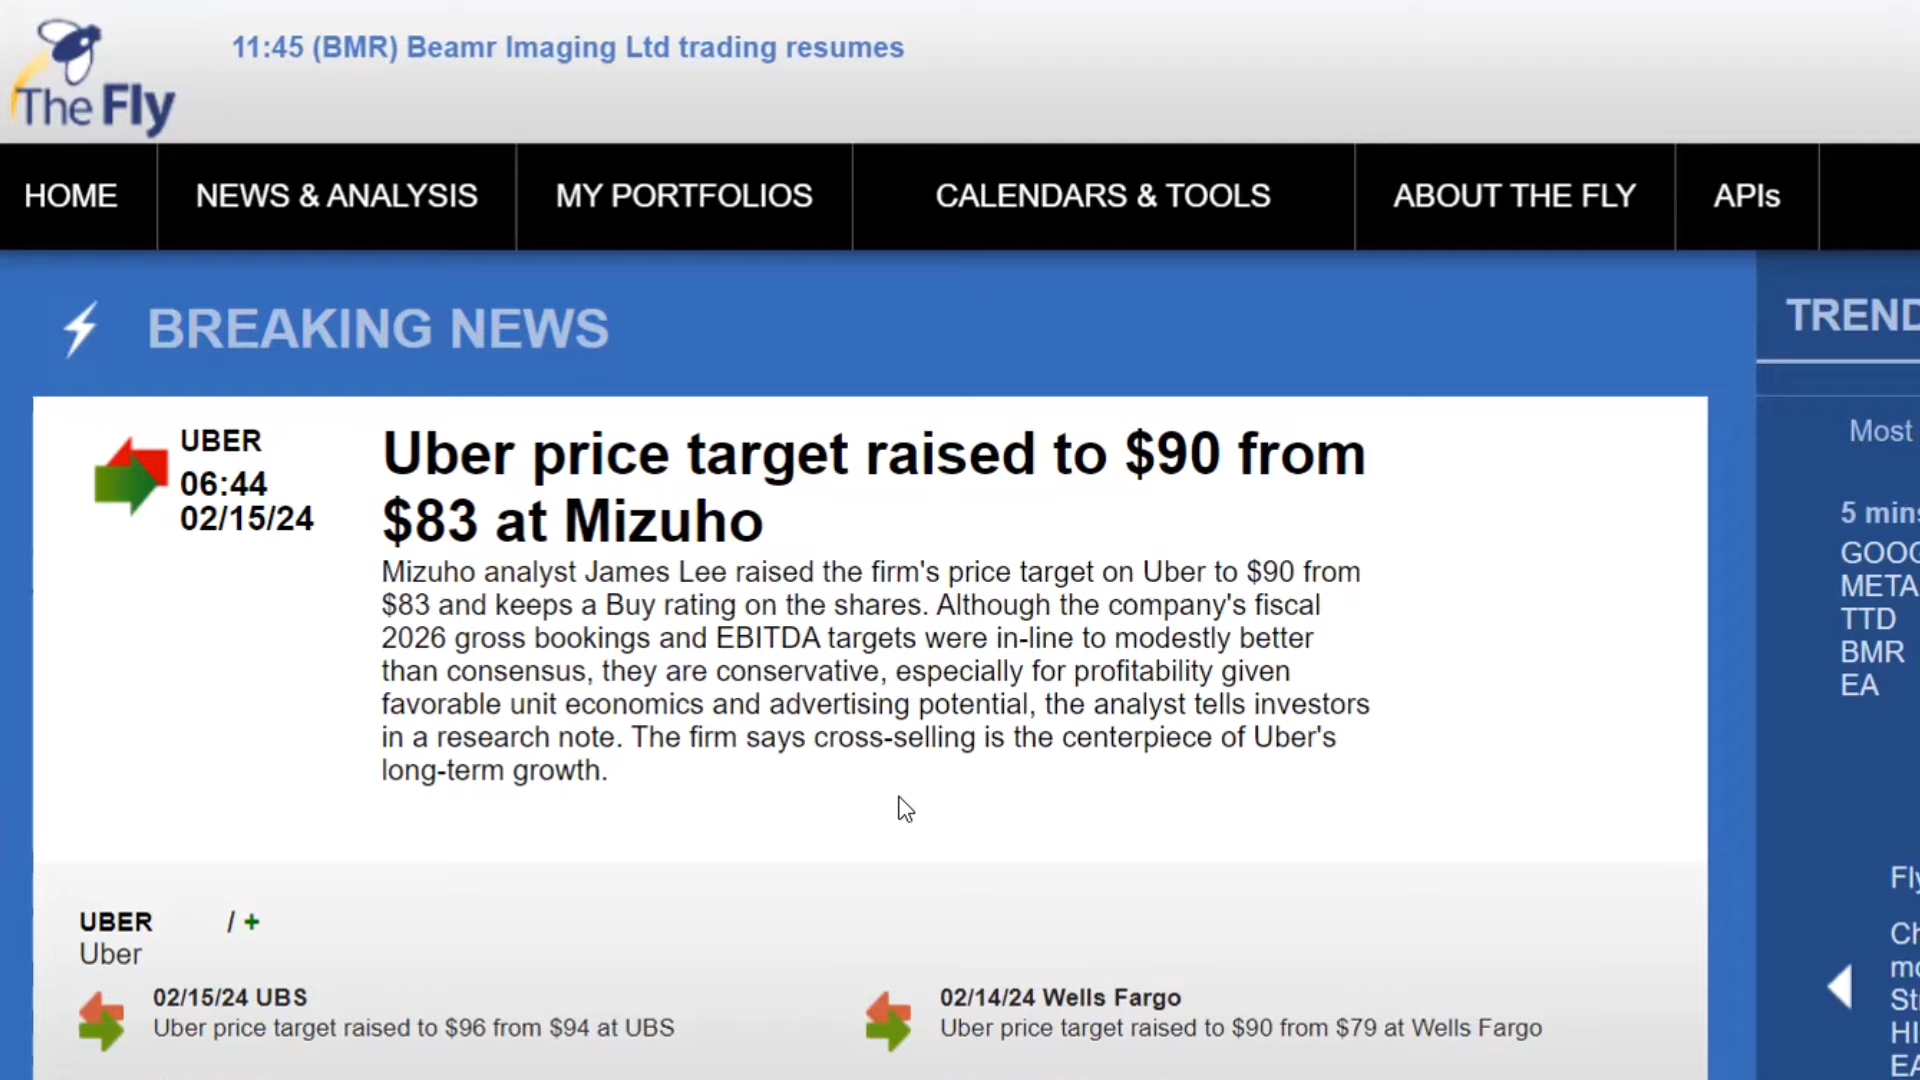 The Fly
11:45 (BMR) Beamr Imaging Ltd trading resumes
HOME
NEWS & ANALYSIS
MY PORTFOLIOS
CALENDARS & TOOLS
ABOUT THE FLY
APIs
BREAKING NEWS
UBER
06:44
02/15/24
Uber price target raised to $90 from
$83 at Mizuho
Mizuho analyst James Lee raised the firm's price target on Uber to $90 from
$83 and keeps a Buy rating on the shares. Although the company's fiscal
2026 gross bookings and EBITDA targets were in-line to modestly better
than consensus, they are conservative, especially for profitability given
favorable unit economics and advertising potential, the analyst tells investors
in a research note. The firm says cross-selling is the centerpiece of Uber's
long-term growth.
UBER / +
Uber
02/15/24 UBS
Uber price target raised to $96 from $94 at UBS
02/14/24 Wells Fargo
Uber price target raised to $90 from $79 at Wells Fargo
TREND
Most
5 mins
GOOG
META
TTD
BMR
EA
Fly
Ch
mo
St
HI
EA